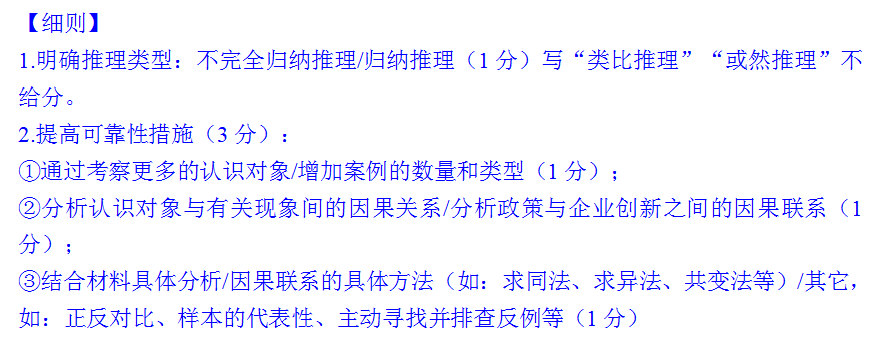 【细则】
1.明确推理类型：不完全归纳推理/归纳推理（1 分）写“类比推理”“或然推理”不
给分。
2.提高可靠性措施（3 分）：
①通过考察更多的认识对象/增加案例的数量和类型（1 分）；
②分析认识对象与有关现象间的因果关系/分析政策与企业创新之间的因果联系（1
分）；
③结合材料具体分析/因果联系的具体方法（如：求同法、求异法、共变法等）/其它，
如：正反对比、样本的代表性、主动寻找并排查反例等（1 分）